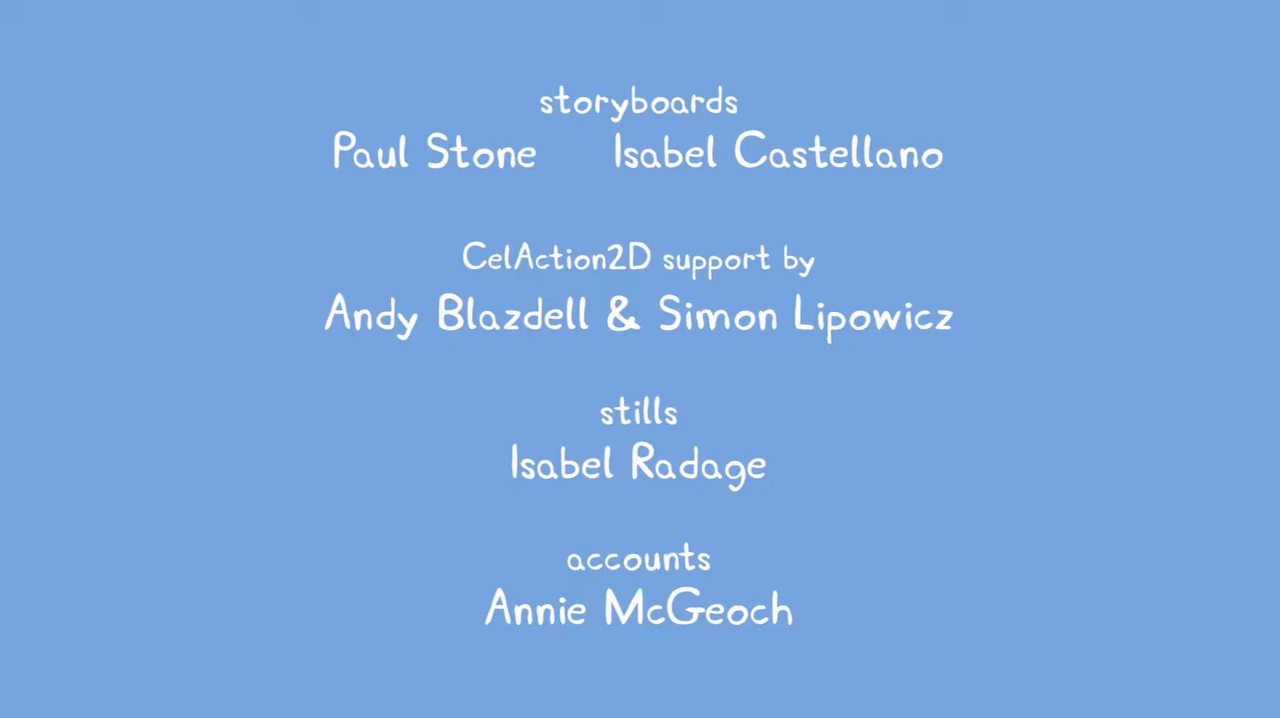 storyboards
Paul Stone Isabel Castellano
CelAction2D support by
Andy Blazdell & Simon Lipowicz
stills
Isabel Radage
accounts
Annie McGeoch